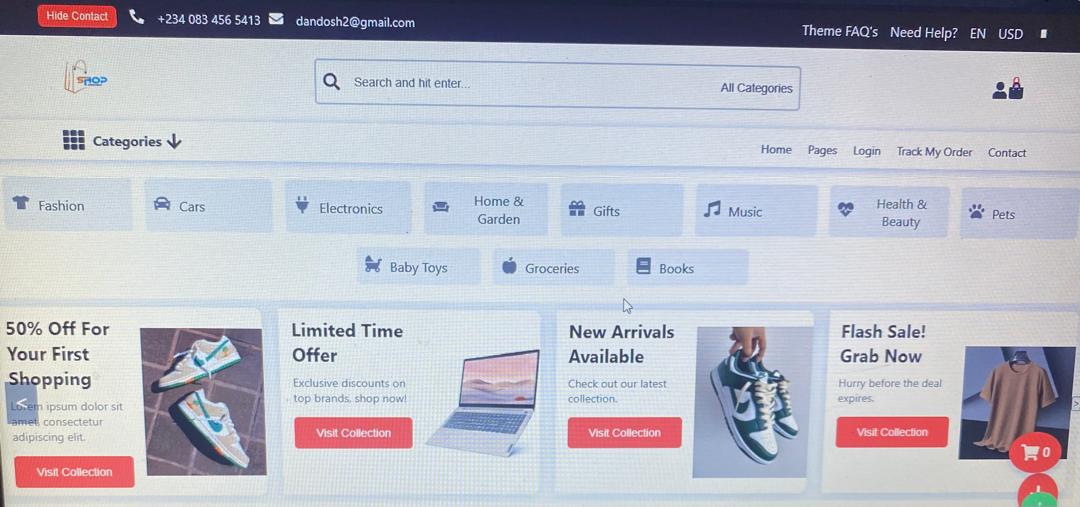 Hide Contact +234 083 456 5413 dandosh2@gmail.com Theme FAQ's Need Help? EN USD
SHOP
Search and hit enter... All Categories
Categories
Home Pages Login Track My Order Contact
Fashion
Cars
Electronics
Home &
Garden
Gifts
Music
Health &
Beauty
Pets
Baby Toys
Groceries
Books
50% Off For
Your First
Shopping
Lorem ipsum dolor sit
amet, consectetur
adipiscing elit.
Visit Collection
Limited Time
Offer
Exclusive discounts on
top brands, shop now!
Visit Collection
New Arrivals
Available
Check out our latest
collection.
Visit Collection
Flash Sale!
Grab Now
Hurry before the deal
expires.
Visit Collection
<
>
0